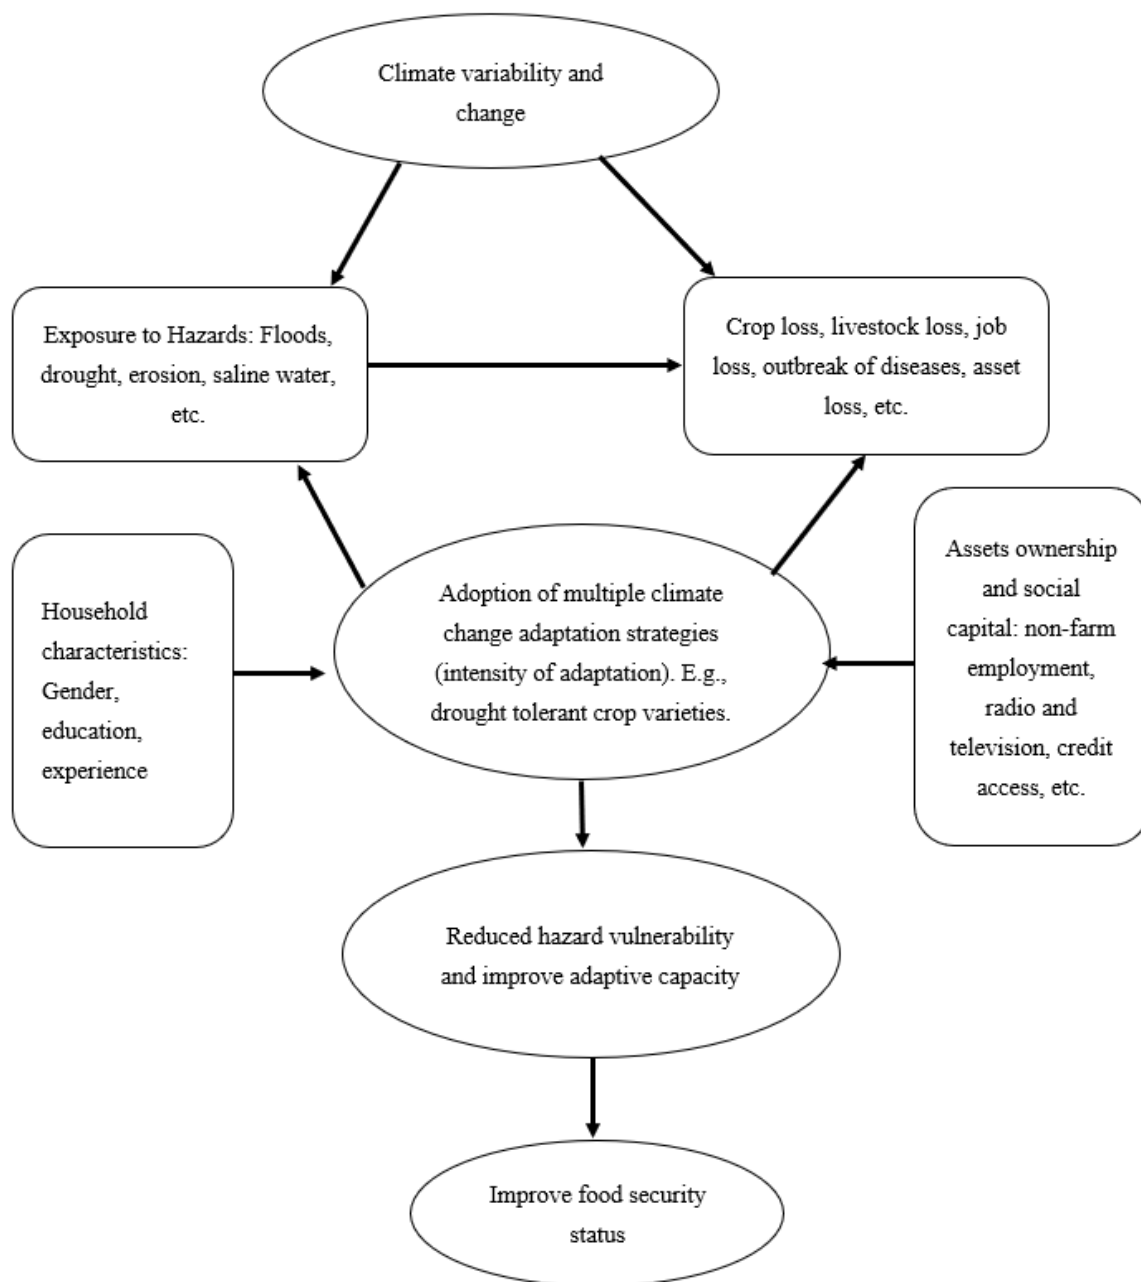 Climate variability and
change
Exposure to Hazards: Floods,
drought, erosion, saline water,
etc.
Crop loss, livestock loss, job
loss, outbreak of diseases, asset
loss, etc.
Household
characteristics:
Gender,
education,
experience
Adoption of multiple climate
change adaptation strategies
(intensity of adaptation). E.g.,
drought tolerant crop varieties.
Assets ownership
and social
capital: non-farm
employment,
radio and
television, credit
access, etc.
Reduced hazard vulnerability
and improve adaptive capacity
Improve food security
status